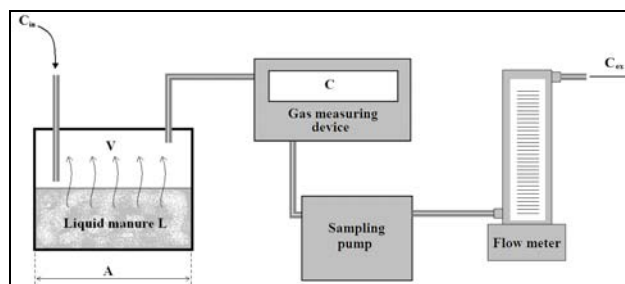 C_in
V
Liquid manure L
A
C
Gas measuring
device
Sampling
pump
C_ex
Flow meter